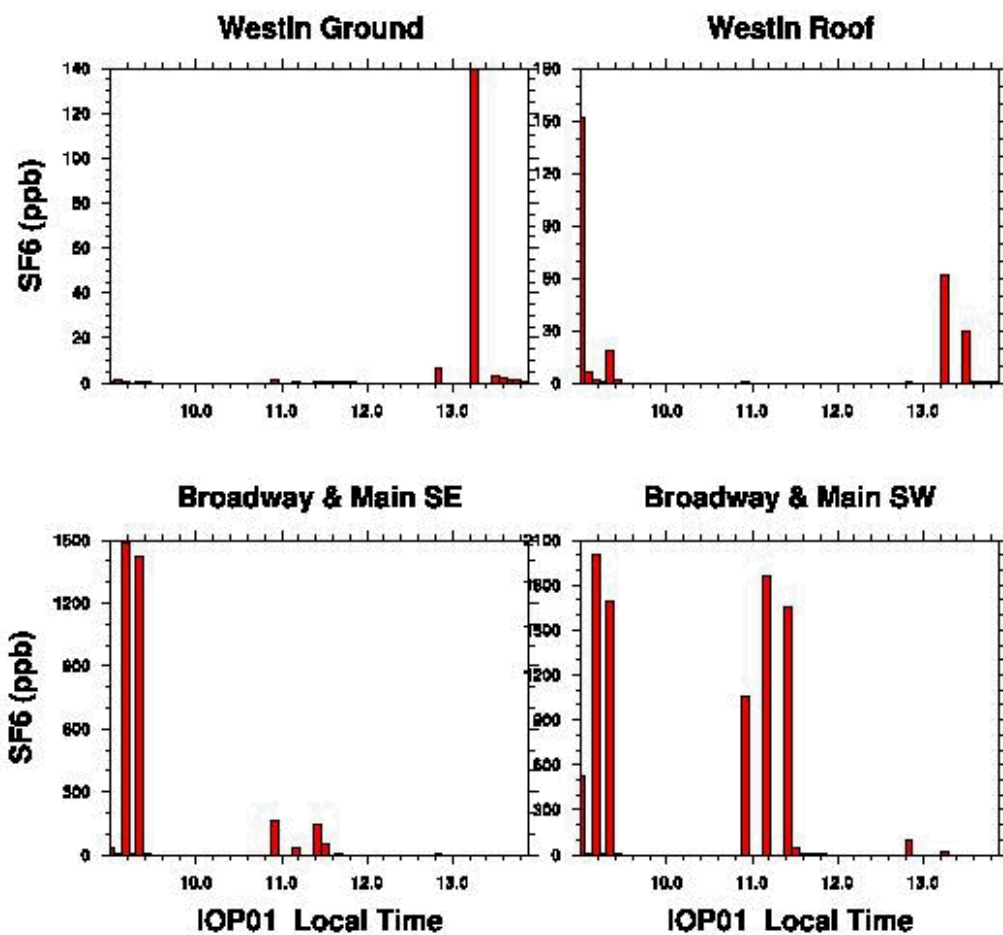 Westin Ground
Westin Roof
SF6 (ppb)
140
120
100
80
60
40
20
0
10.0 11.0 12.0 13.0
180
150
120
90
60
30
0
10.0 11.0 12.0 13.0
Broadway & Main SE
Broadway & Main SW
SF6 (ppb)
1500
1200
900
600
300
0
10.0 11.0 12.0 13.0
IOP01 Local Time
2100
1800
1500
1200
900
600
300
0
10.0 11.0 12.0 13.0
IOP01 Local Time